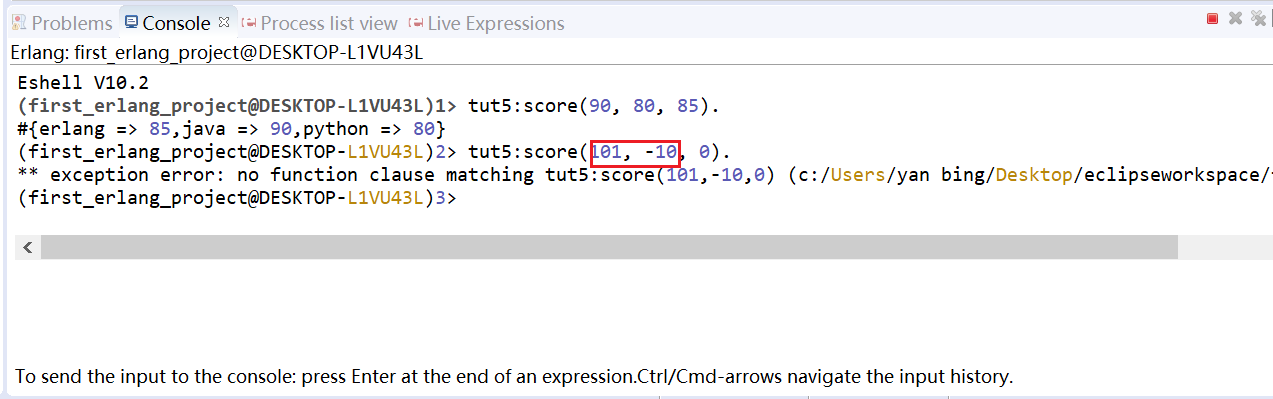 Problems Console Process list view Live Expressions
Erlang: first_erlang_project@DESKTOP-L1VU43L
Eshell V10.2
(first_erlang_project@DESKTOP-L1VU43L)1> tut5:score(90, 80, 85).
#{erlang => 85,java => 90,python => 80}
(first_erlang_project@DESKTOP-L1VU43L)2> tut5:score(101, -10, 0).
** exception error: no function clause matching tut5:score(101,-10,0) (c:/Users/yan bing/Desktop/eclipseworkspace/
(first_erlang_project@DESKTOP-L1VU43L)3>
To send the input to the console: press Enter at the end of an expression.Ctrl/Cmd-arrows navigate the input history.